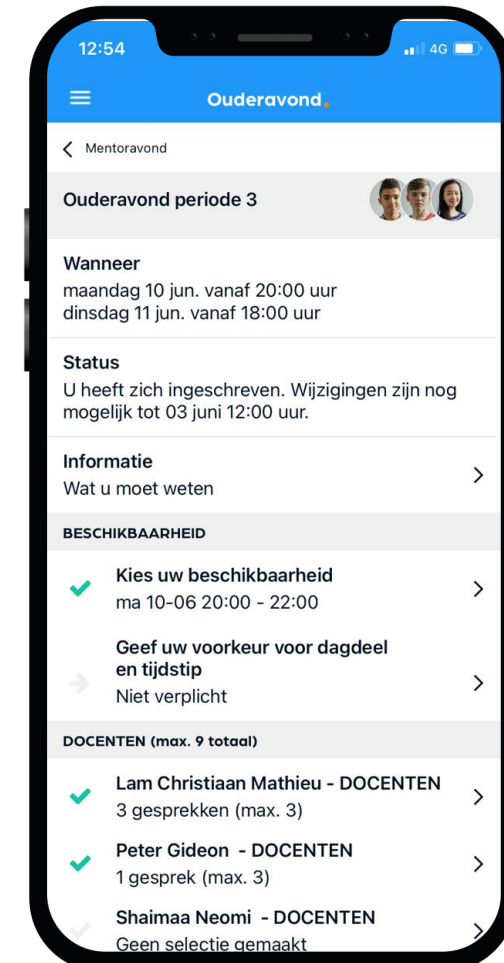 12:54
4G
Ouderavond.
Mentoravond
Ouderavond periode 3
Wanneer
maandag 10 jun. vanaf 20:00 uur
dinsdag 11 jun. vanaf 18:00 uur
Status
U heeft zich ingeschreven. Wijzigingen zijn nog
mogelijk tot 03 juni 12:00 uur.
Informatie
Wat u moet weten
BESCHIKBAARHEID
Kies uw beschikbaarheid
ma 10-06 20:00 - 22:00
Geef uw voorkeur voor dagdeel
en tijdstip
Niet verplicht
DOCENTEN (max. 9 totaal)
Lam Christiaan Mathieu - DOCENTEN
3 gesprekken (max. 3)
Peter Gideon - DOCENTEN
1 gesprek (max. 3)
Shaimaa Neomi - DOCENTEN
Geen selectie gemaakt